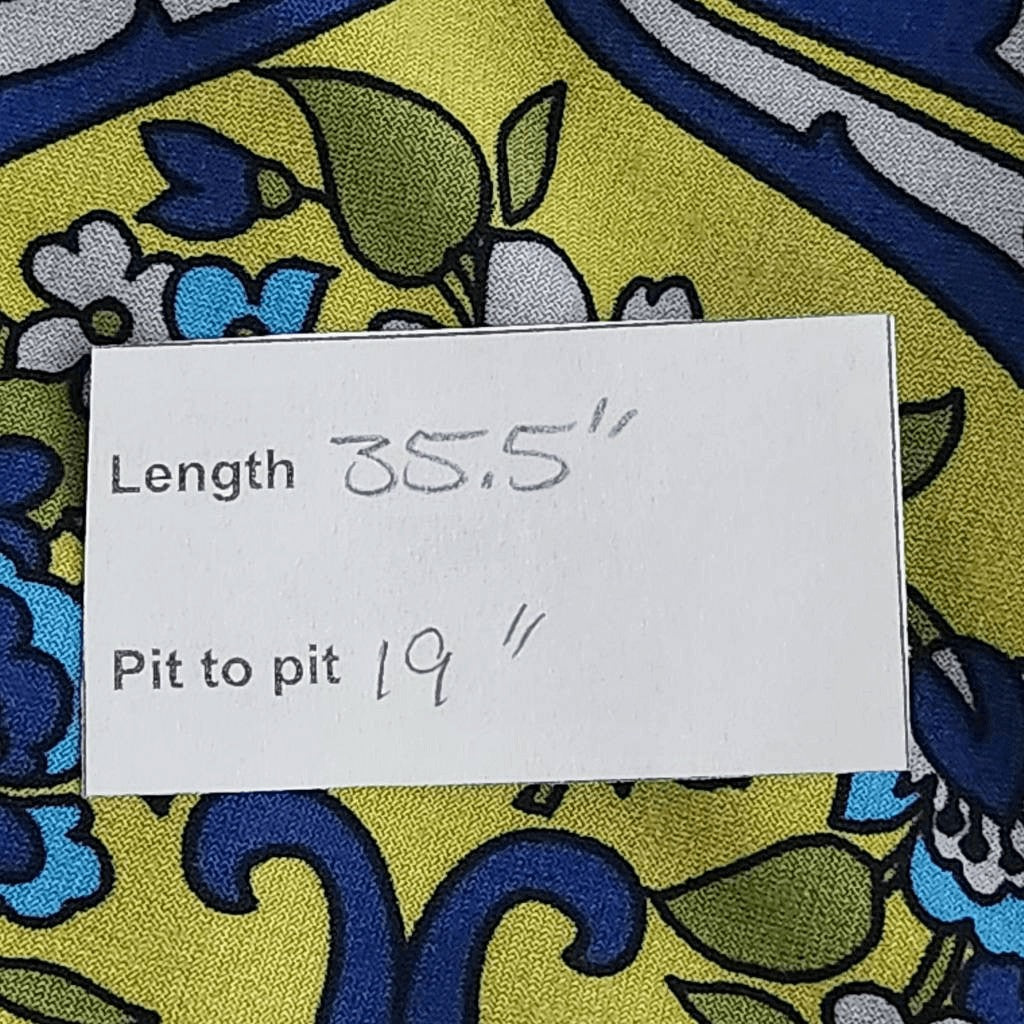 Length 35.5"
Pit to pit 19"